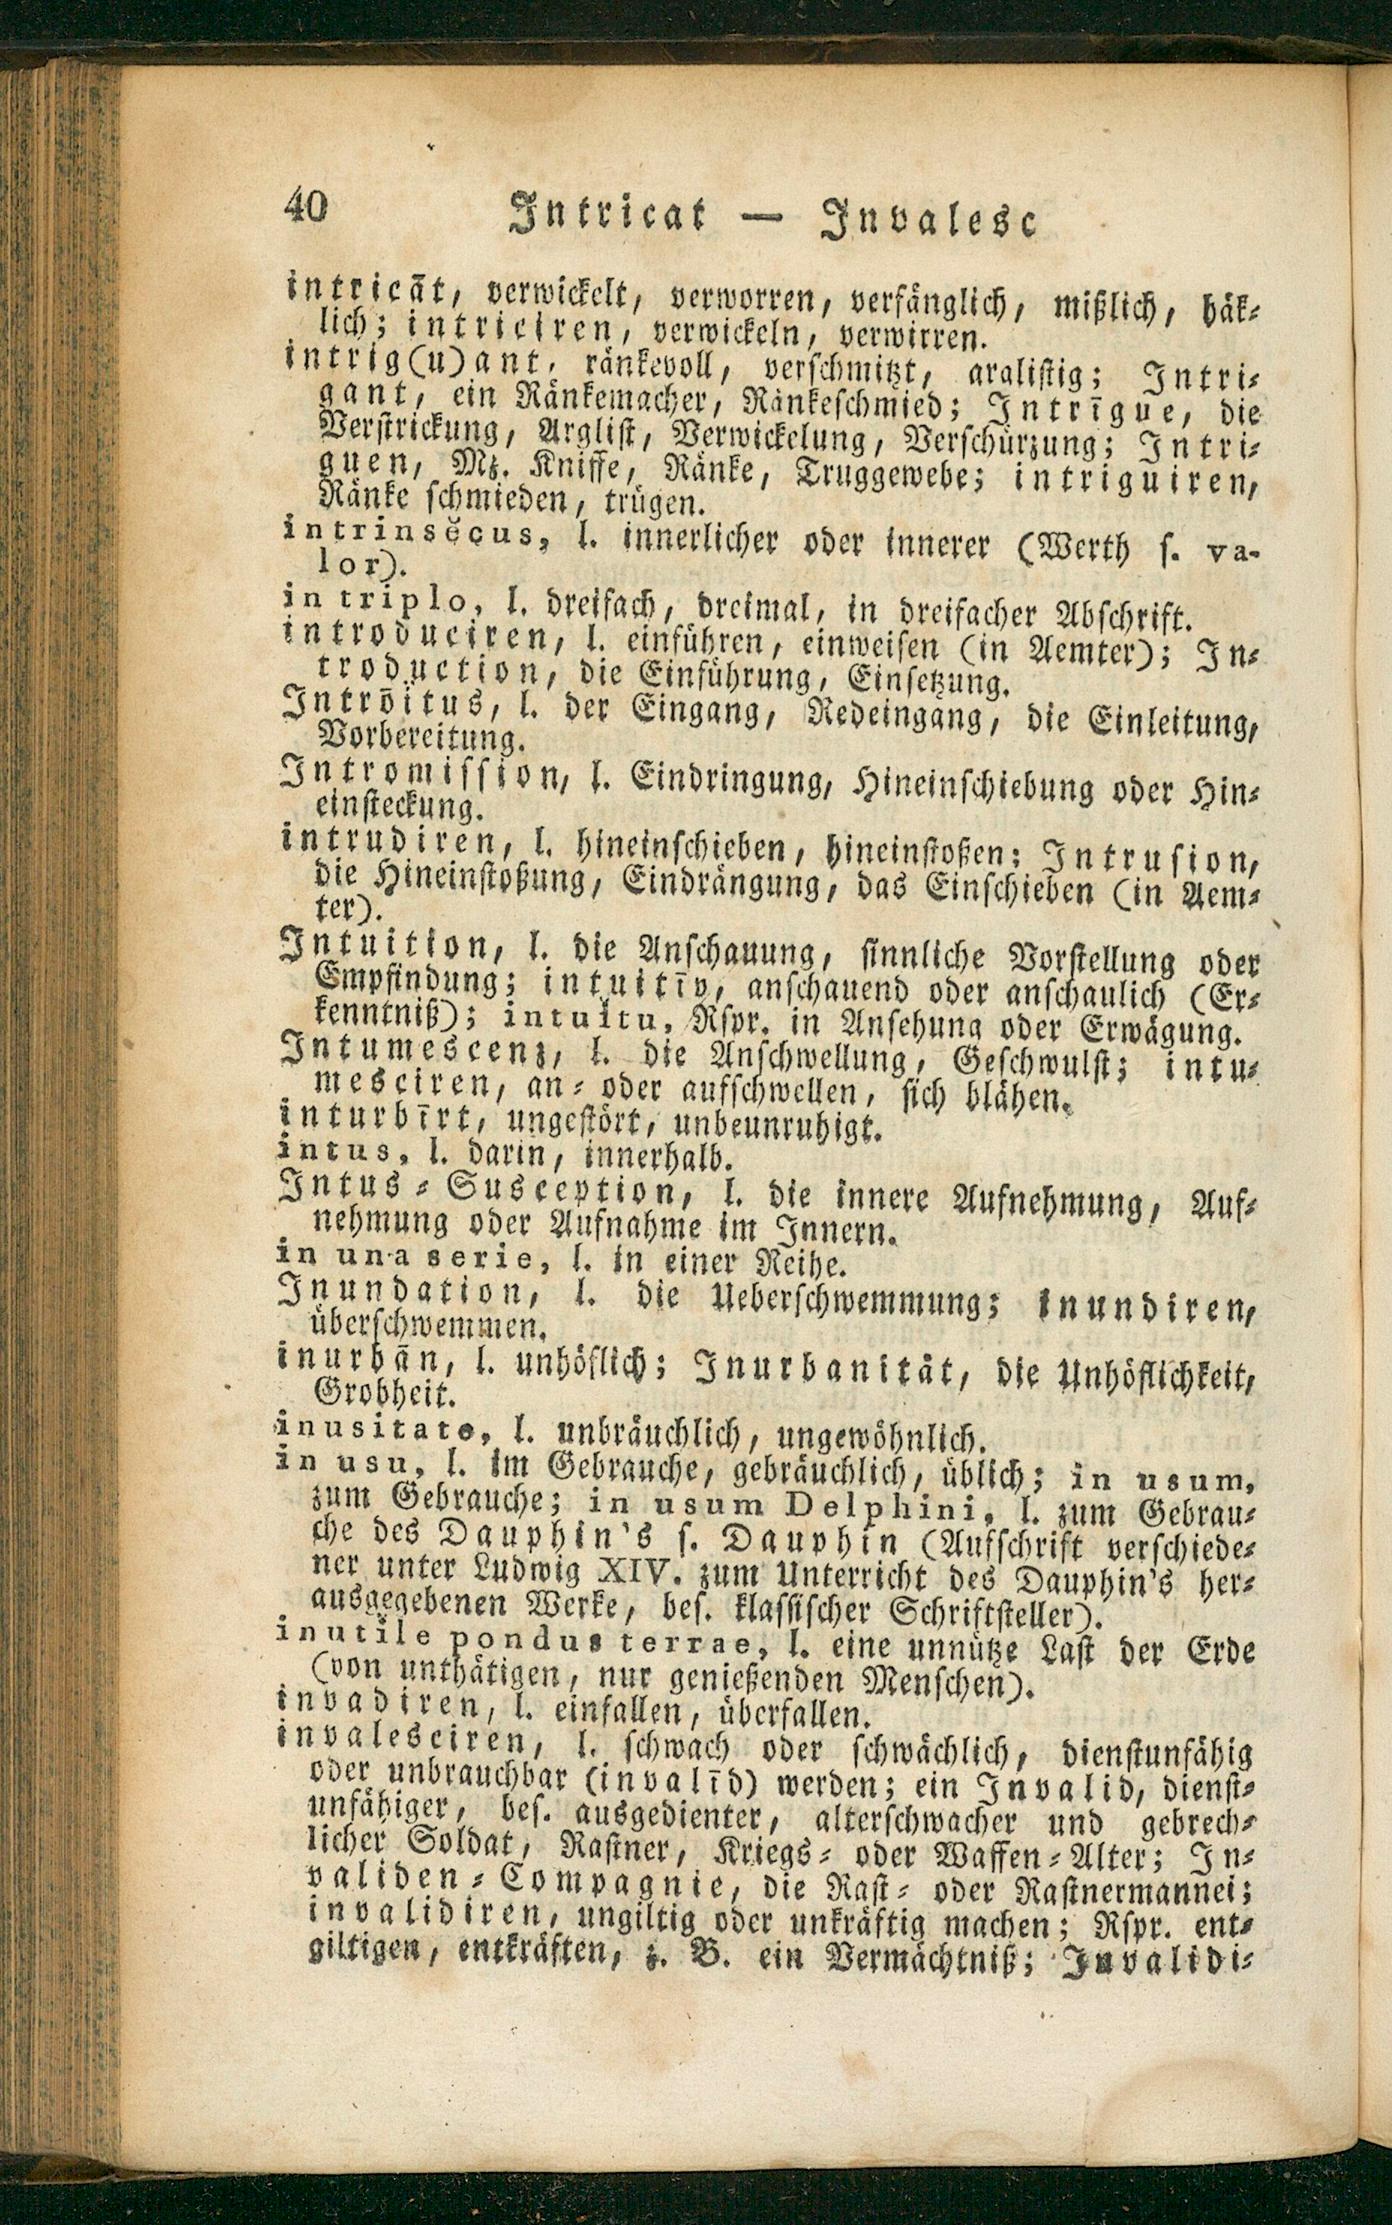 40 Intricat — Invalesc
intricāt, verwickelt, verworren, verfänglich, mißlich, häk-
lich; intriciren, verwickeln, verwirren.
intrig(u)ant, ränkevoll, verschmitzt, arglistig; Intri-
gant, ein Ränkemacher, Ränkeschmied; Intrīgue, die
Verstrickung, Arglist, Verwickelung, Verschürzung; Intri-
guen, Mz. Kniffe, Ränke, Truggewebe; intriguiren,
Ränke schmieden, trügen.
intrinsĕcus, l. innerlicher oder innerer (Werth s. va-
lor).
in triplo, l. dreifach, dreimal, in dreifacher Abschrift.
introduciren, l. einführen, einweisen (in Aemter); In-
troduction, die Einführung, Einsetzung.
Introĭtus, l. der Eingang, Redeingang, die Einleitung,
Vorbereitung.
Intromission, l. Eindringung, Hineinschiebung oder Hin-
einsteckung.
intrudiren, l. hineinschieben, hineinstoßen; Intrusion,
die Hineinstoßung, Eindrängung, das Einschieben (in Aem-
ter).
Intuition, l. die Anschauung, sinnliche Vorstellung oder
Empfindung; intuitīv, anschauend oder anschaulich (Er-
kenntniß); intuĭtu, Rspr. in Ansehung oder Erwägung.
Intumescenz, l. die Anschwellung, Geschwulst; intu-
mesciren, an- oder aufschwellen, sich blähen.
inturbīrt, ungestört, unbeunruhigt.
intus, l. darin, innerhalb.
Intus-Susception, l. die innere Aufnehmung, Auf-
nehmung oder Aufnahme im Innern.
in una serie, l. in einer Reihe.
Inundation, l. die Ueberschwemmung; inundiren,
überschwemmen.
inurbān, l. unhöflich; Inurbanität, die Unhöflichkeit,
Grobheit.
inusitate, l. unbräuchlich, ungewöhnlich.
in usu, l. im Gebrauche, gebräuchlich, üblich; in usum,
zum Gebrauche; in usum Delphini, l. zum Gebrau-
che des Dauphin's s. Dauphin (Aufschrift verschiede-
ner unter Ludwig XIV. zum Unterricht des Dauphin's her-
ausgegebenen Werke, bes. klassischer Schriftsteller).
inutĭle pondus terrae, l. eine unnütze Last der Erde
(von unthätigen, nur genießenden Menschen).
invadiren, l. einfallen, überfallen.
invalesciren, l. schwach oder schwächlich, dienstunfähig
oder unbrauchbar (invalīd) werden; ein Invalid, dienst-
unfähiger, bes. ausgedienter, alterschwacher und gebrech-
licher Soldat, Rastner, Kriegs- oder Waffen-Alter; In-
validen-Compagnie, die Rast- oder Rastnermannei;
invalidiren, ungiltig oder unkräftig machen; Rspr. ent-
giltigen, entkräften, z. B. ein Vermächtniß; Invalidi-